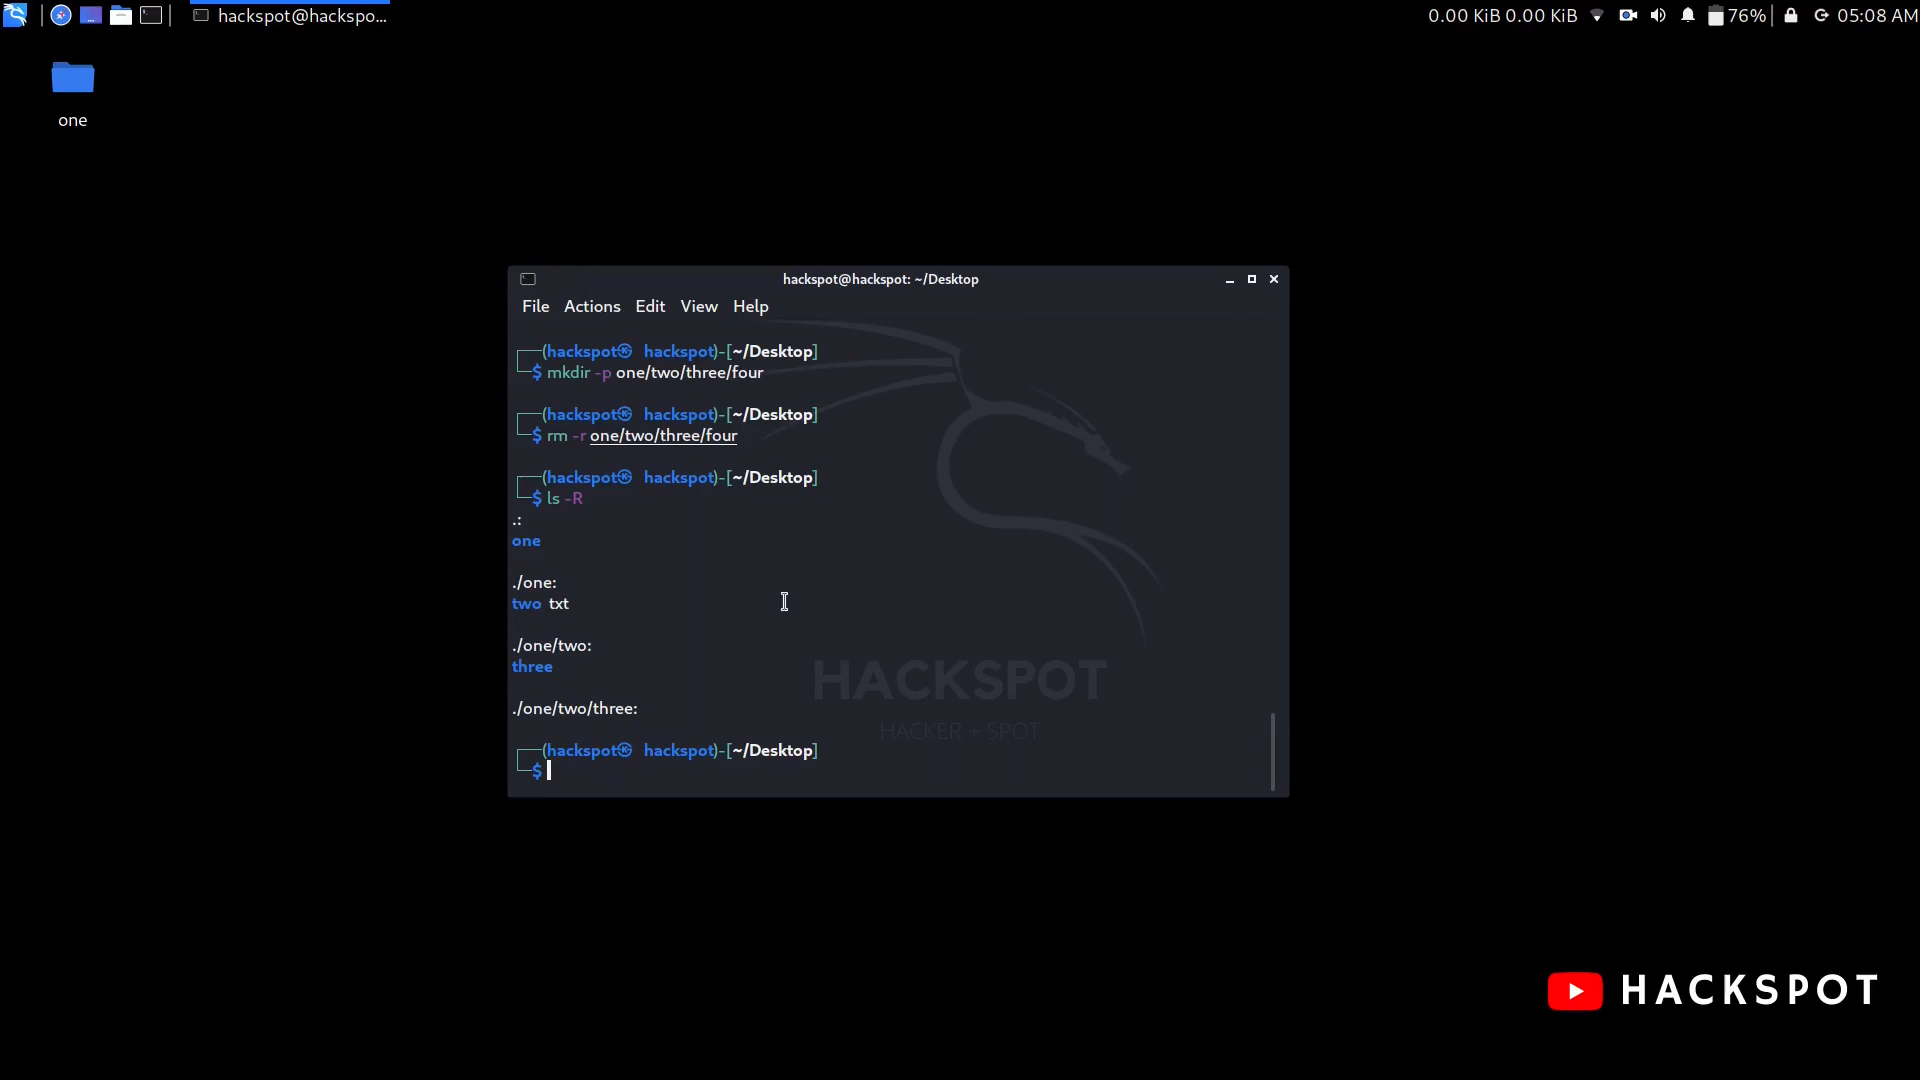 hackspot@hackspo...
0.00 KiB 0.00 KiB 76% 05:08 AM
one
hackspot@hackspot: ~/Desktop
File Actions Edit View Help
┌──(hackspot㉿ hackspot)-[~/Desktop]
└─$ mkdir -p one/two/three/four
┌──(hackspot㉿ hackspot)-[~/Desktop]
└─$ rm -r one/two/three/four
┌──(hackspot㉿ hackspot)-[~/Desktop]
└─$ ls -R
.:
one
./one:
two txt
./one/two:
three
./one/two/three:
┌──(hackspot㉿ hackspot)-[~/Desktop]
└─$
HACKSPOT
HACKER + SPOT
HACKSPOT